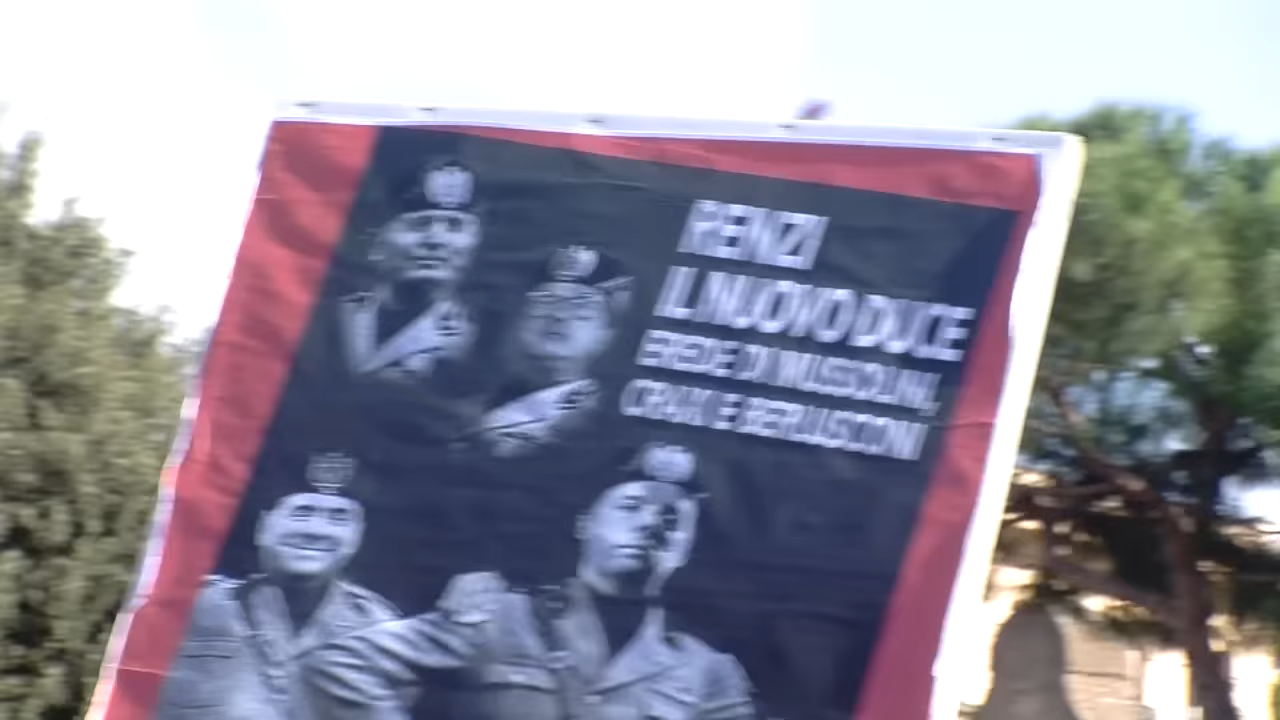 RENZI
IL NUOVO DUCE
EREDE DI MUSSOLINI,
CRAXI E BERLUSCONI